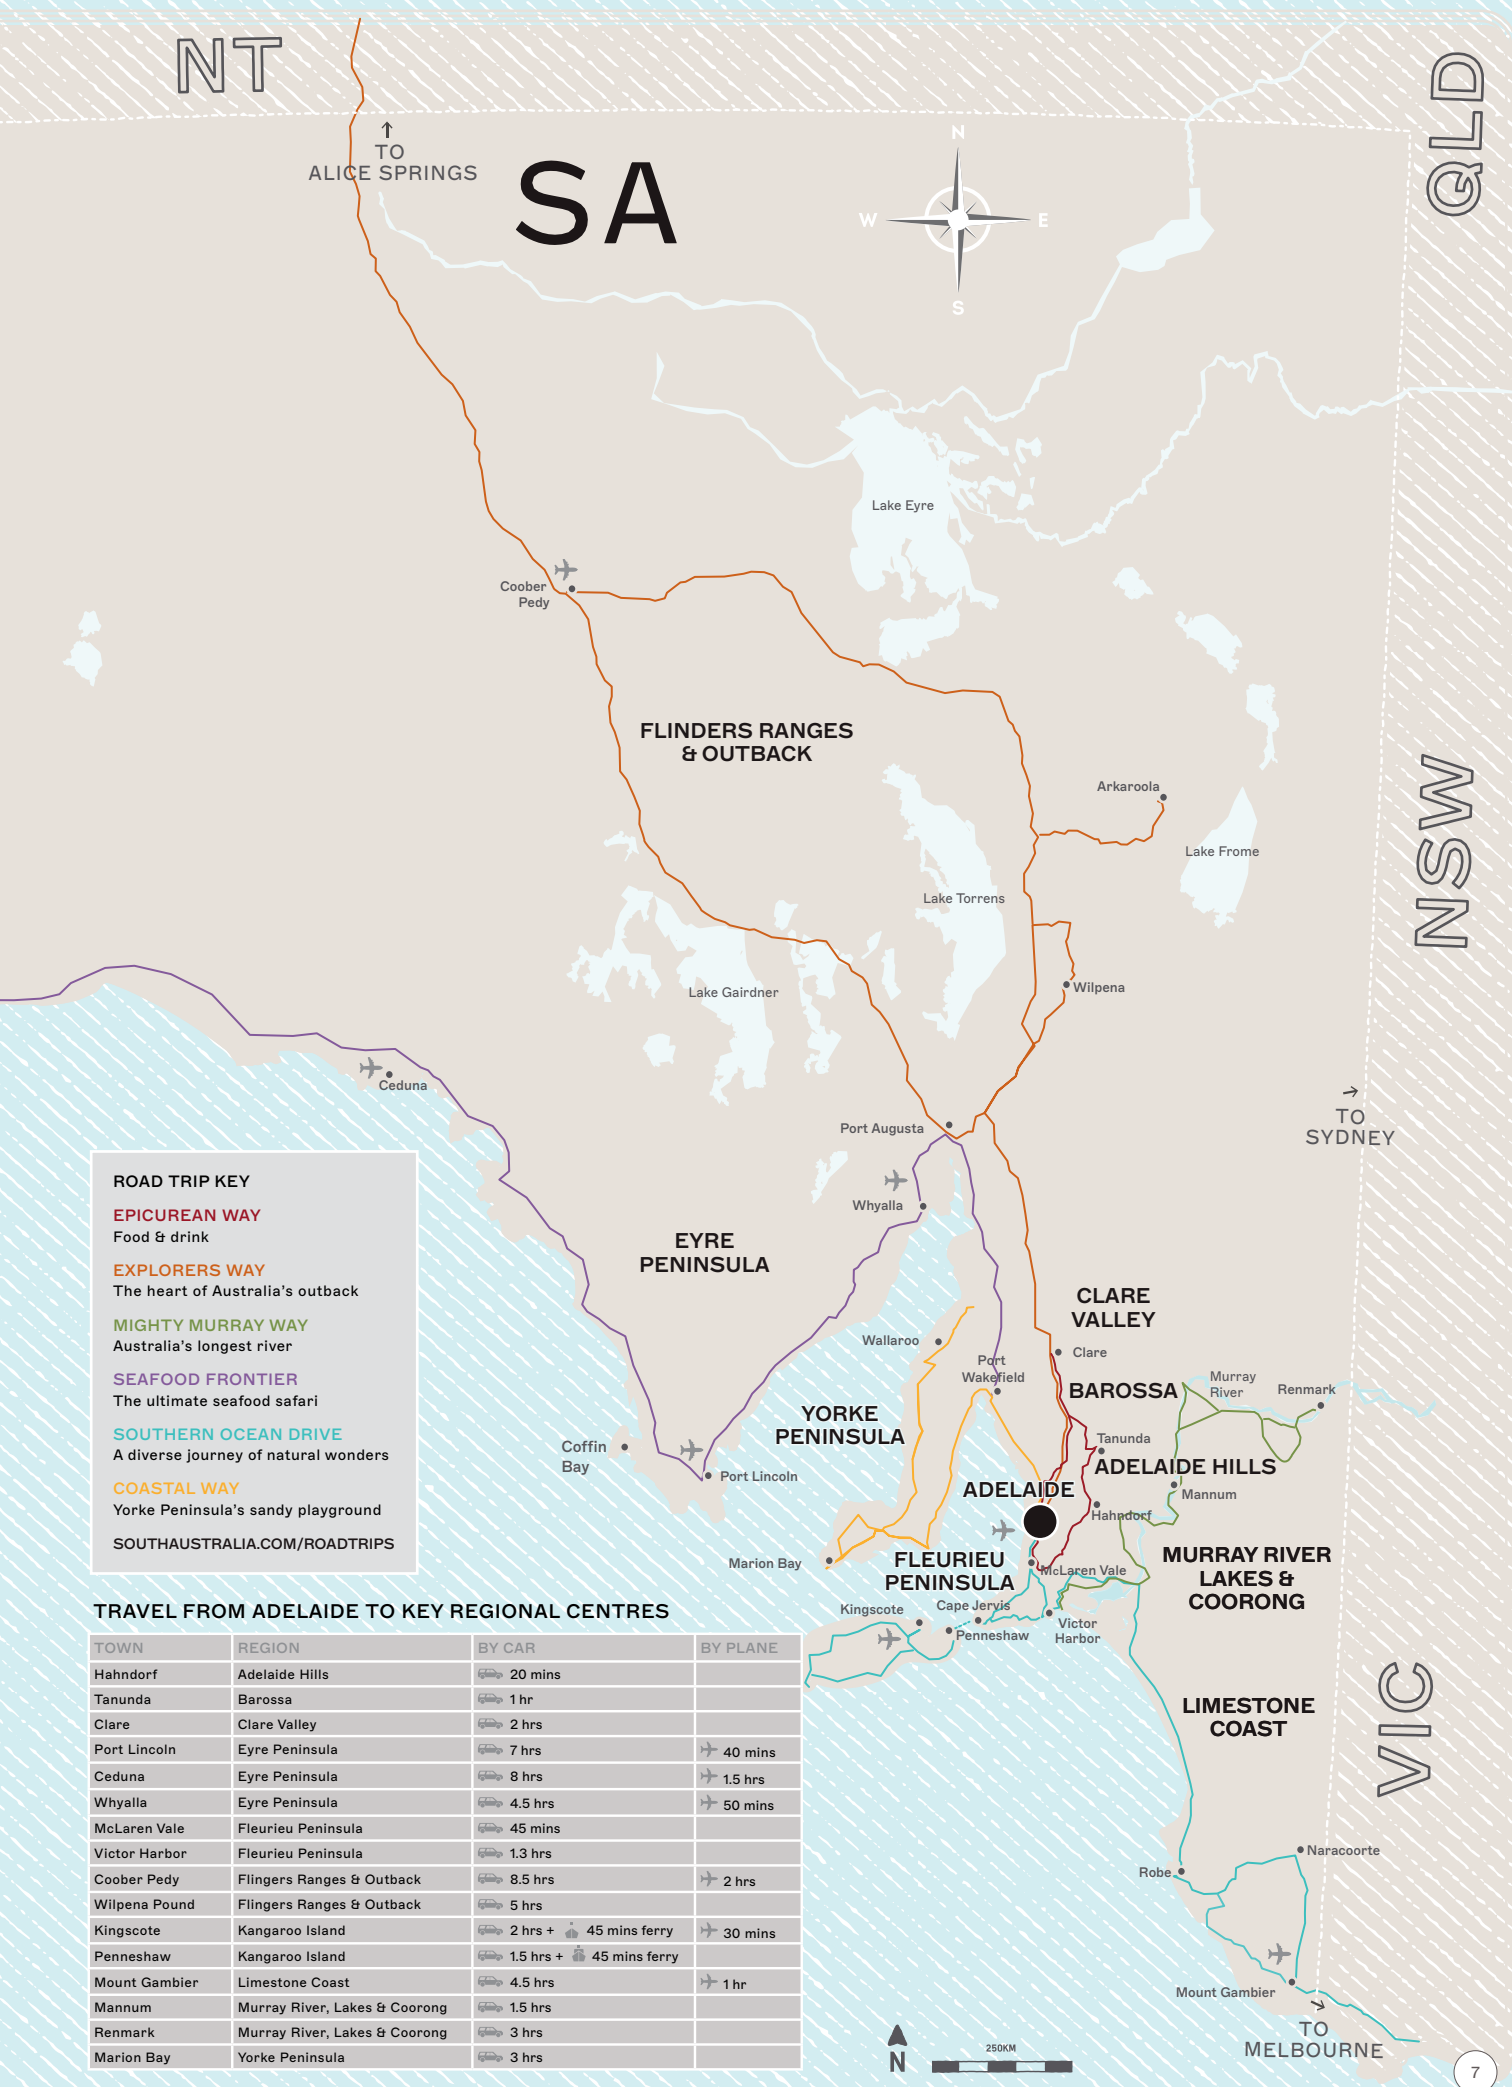 NT
QLD
↑
TO
ALICE SPRINGS
SA
N
W
E
S
Lake Eyre
Coober
Pedy
FLINDERS RANGES
& OUTBACK
Arkaroola
Lake Frome
NSW
Lake Torrens
Lake Gairdner
Wilpena
Ceduna
→
TO
SYDNEY
Port Augusta
Whyalla
EYRE
PENINSULA
CLARE
VALLEY
Wallaroo
Clare
Port
Wakefield
BAROSSA
Murray
River
Renmark
YORKE
PENINSULA
Tanunda
Coffin
Bay
ADELAIDE HILLS
Port Lincoln
ADELAIDE
Mannum
Hahndorf
Marion Bay
FLEURIEU
PENINSULA
McLaren Vale
MURRAY RIVER
LAKES &
COORONG
Kingscote
Cape Jervis
Penneshaw
Victor
Harbor
LIMESTONE
COAST
VIC
Naracoorte
Robe
Mount Gambier
TO
MELBOURNE
ROAD TRIP KEY
EPICUREAN WAY
Food & drink
EXPLORERS WAY
The heart of Australia's outback
MIGHTY MURRAY WAY
Australia's longest river
SEAFOOD FRONTIER
The ultimate seafood safari
SOUTHERN OCEAN DRIVE
A diverse journey of natural wonders
COASTAL WAY
Yorke Peninsula's sandy playground
SOUTHAUSTRALIA.COM/ROADTRIPS
TRAVEL FROM ADELAIDE TO KEY REGIONAL CENTRES
TOWN REGION BY CAR BY PLANE
Hahndorf Adelaide Hills 20 mins
Tanunda Barossa 1 hr
Clare Clare Valley 2 hrs
Port Lincoln Eyre Peninsula 7 hrs 40 mins
Ceduna Eyre Peninsula 8 hrs 1.5 hrs
Whyalla Eyre Peninsula 4.5 hrs 50 mins
McLaren Vale Fleurieu Peninsula 45 mins
Victor Harbor Fleurieu Peninsula 1.3 hrs
Coober Pedy Flingers Ranges & Outback 8.5 hrs 2 hrs
Wilpena Pound Flingers Ranges & Outback 5 hrs
Kingscote Kangaroo Island 2 hrs + 45 mins ferry 30 mins
Penneshaw Kangaroo Island 1.5 hrs + 45 mins ferry
Mount Gambier Limestone Coast 4.5 hrs 1 hr
Mannum Murray River, Lakes & Coorong 1.5 hrs
Renmark Murray River, Lakes & Coorong 3 hrs
Marion Bay Yorke Peninsula 3 hrs
N
250KM
7